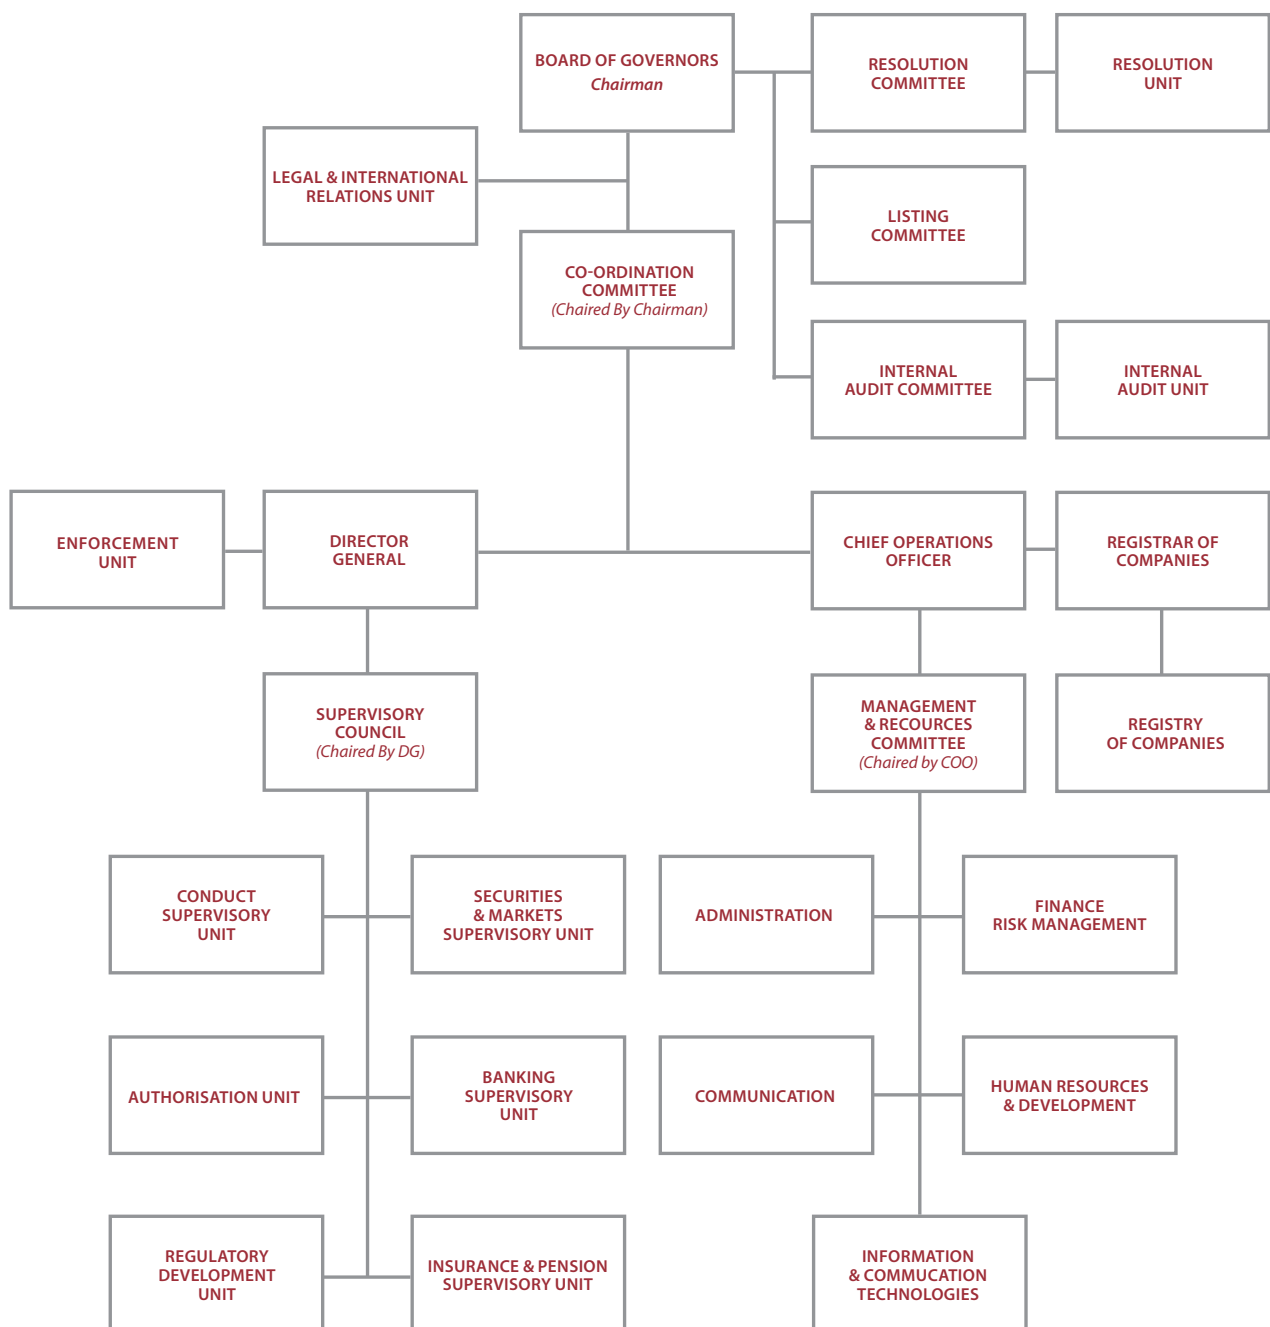 BOARD OF GOVERNORS
Chairman
RESOLUTION
COMMITTEE
RESOLUTION
UNIT
LEGAL & INTERNATIONAL
RELATIONS UNIT
LISTING
COMMITTEE
CO-ORDINATION
COMMITTEE
(Chaired By Chairman)
INTERNAL
AUDIT COMMITTEE
INTERNAL
AUDIT UNIT
ENFORCEMENT
UNIT
DIRECTOR
GENERAL
CHIEF OPERATIONS
OFFICER
REGISTRAR OF
COMPANIES
SUPERVISORY
COUNCIL
(Chaired By DG)
MANAGEMENT
& RECOURCES
COMMITTEE
(Chaired by COO)
REGISTRY
OF COMPANIES
CONDUCT
SUPERVISORY
UNIT
SECURITIES
& MARKETS
SUPERVISORY UNIT
ADMINISTRATION
FINANCE
RISK MANAGEMENT
AUTHORISATION UNIT
BANKING
SUPERVISORY
UNIT
COMMUNICATION
HUMAN RESOURCES
& DEVELOPMENT
REGULATORY
DEVELOPMENT
UNIT
INSURANCE & PENSION
SUPERVISORY UNIT
INFORMATION
& COMMUCATION
TECHNOLOGIES